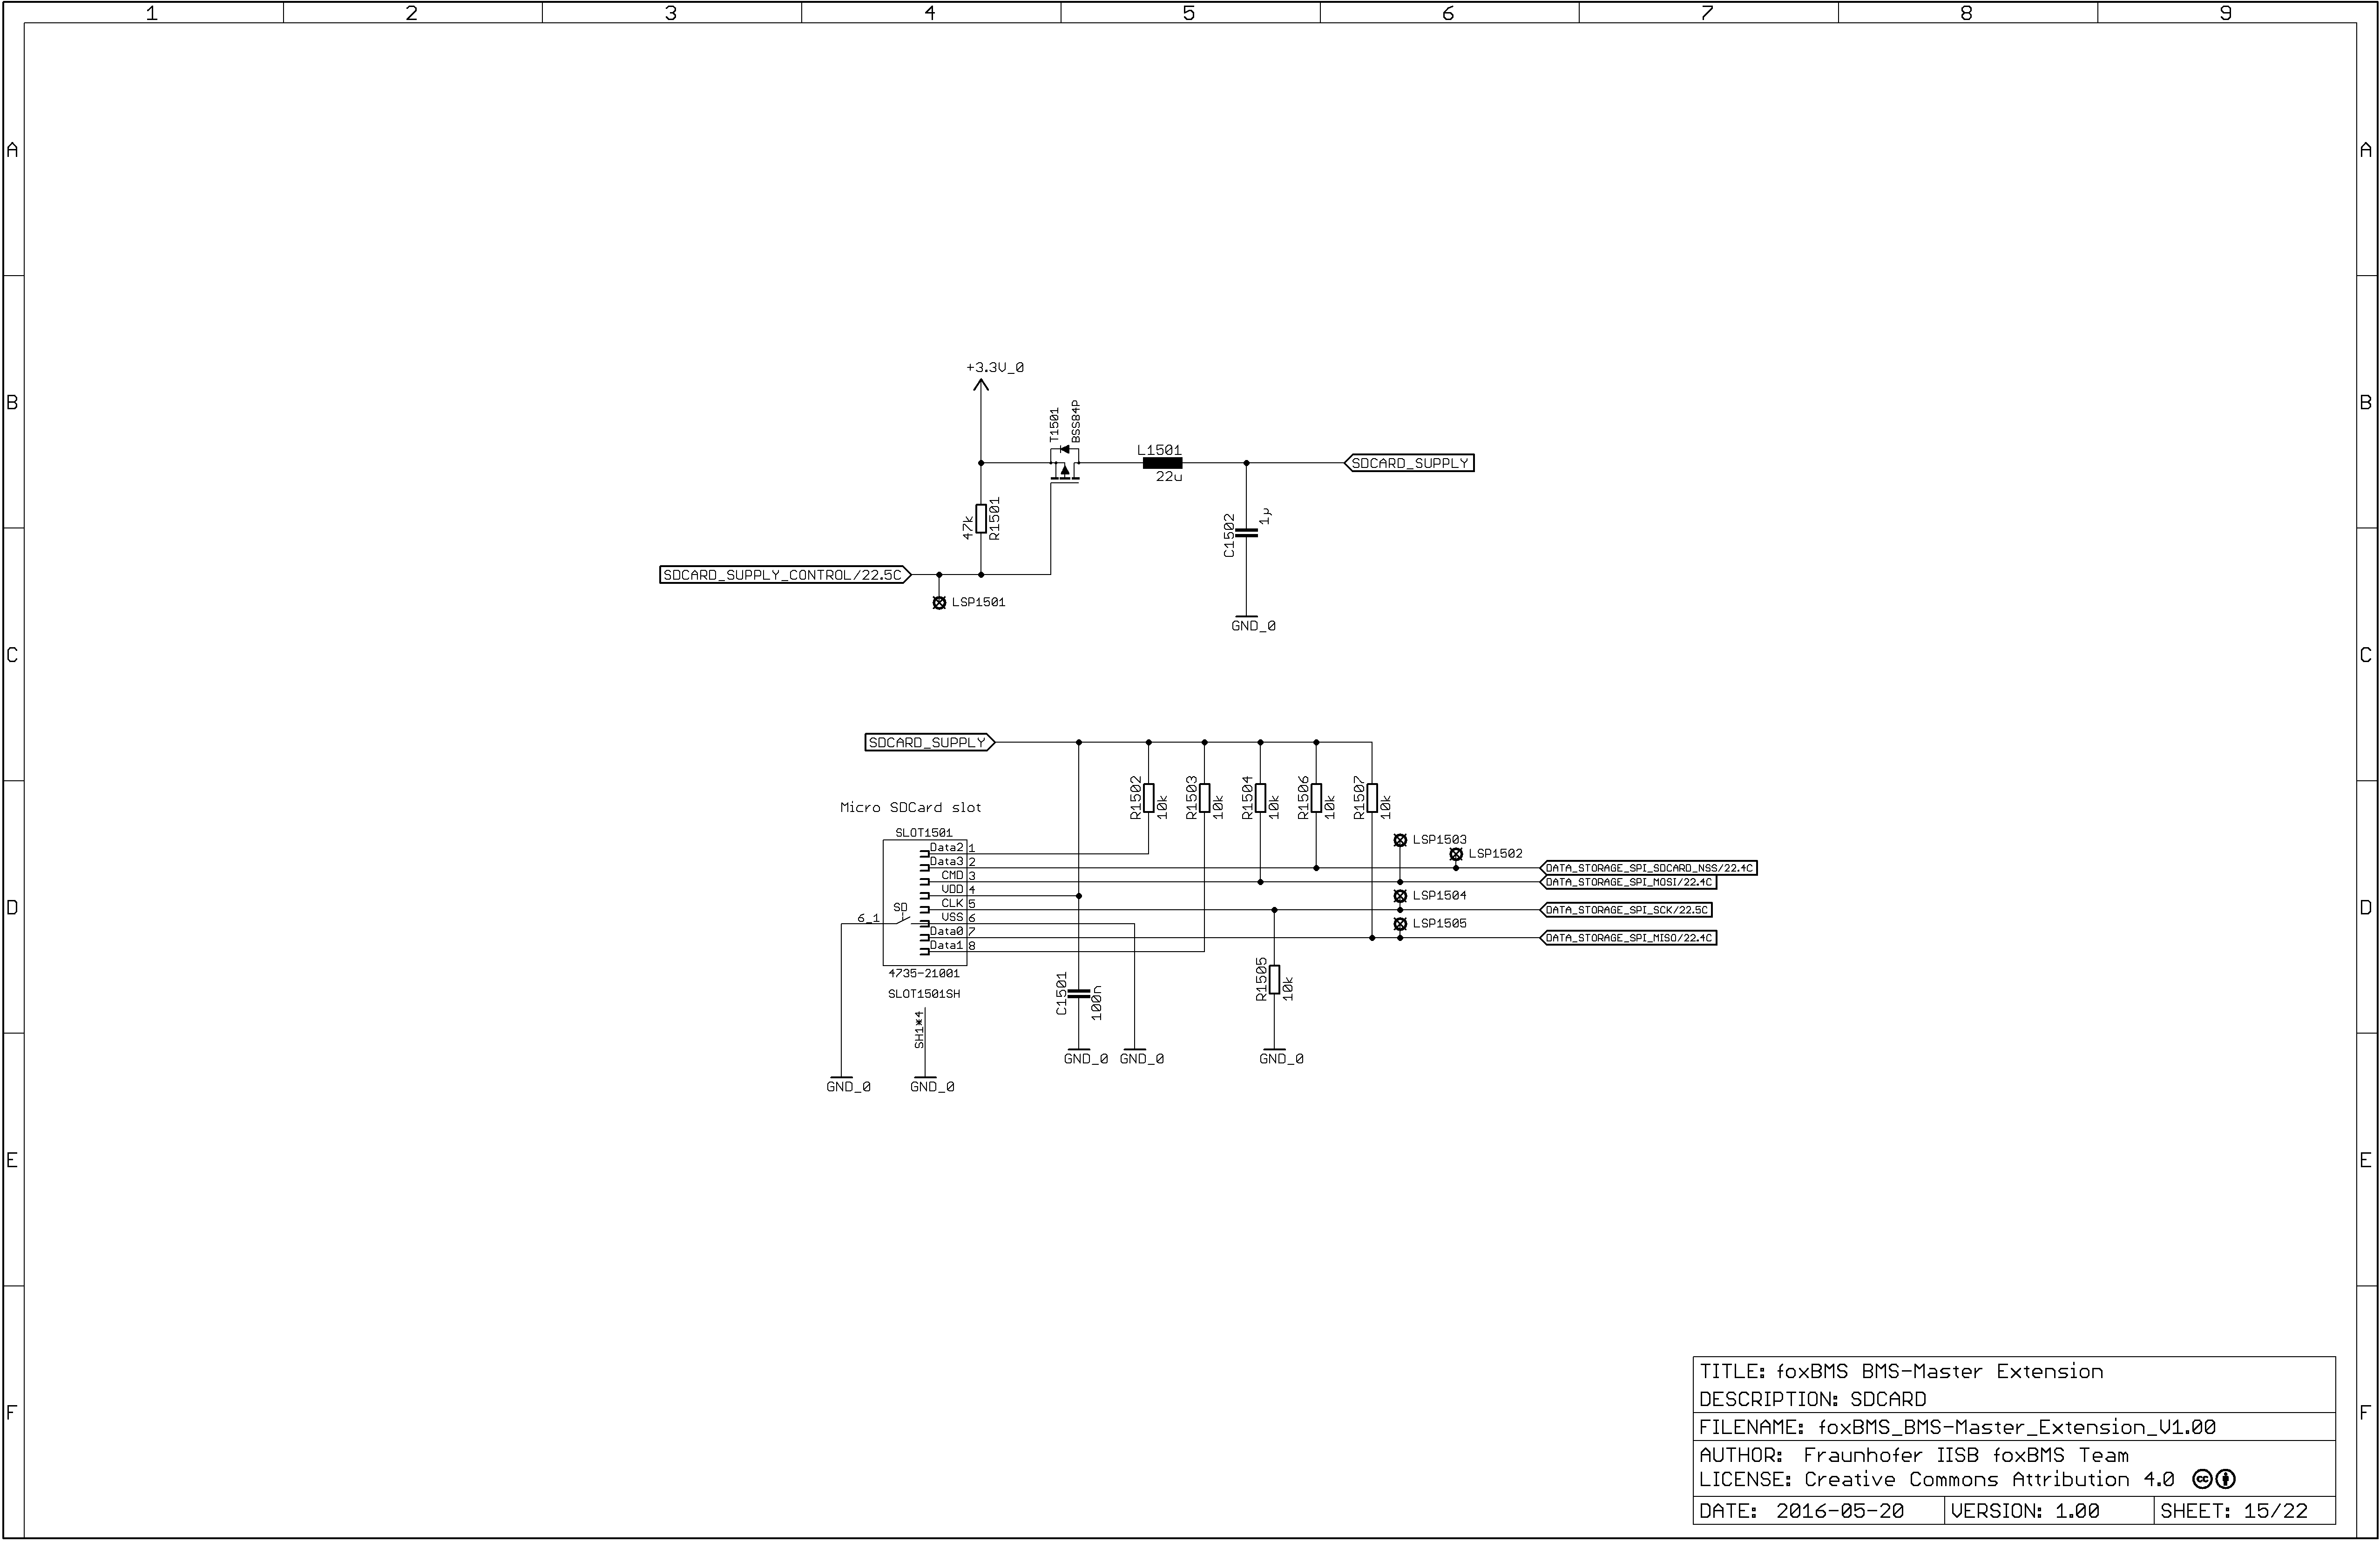 1 2 3 4 5 6 7 8 9
A A
B B
C C
D D
E E
F F
+3.3V_0
T1501
BSS84P
L1501
22u
SDCARD_SUPPLY
47k
R1501
C1502
1µ
SDCARD_SUPPLY_CONTROL/22.5C
LSP1501
GND_0
SDCARD_SUPPLY
R1502
10k
R1503
10k
R1504
10k
R1506
10k
R1507
10k
Micro SDCard slot
SLOT1501
Data2 1
Data3 2
CMD 3
VDD 4
CLK 5
VSS 6
Data0 7
Data1 8
SD
6_1
4735-21001
SLOT1501SH
SH1*4
LSP1503
LSP1502
LSP1504
LSP1505
DATA_STORAGE_SPI_SDCARD_NSS/22.4C
DATA_STORAGE_SPI_MOSI/22.4C
DATA_STORAGE_SPI_SCK/22.5C
DATA_STORAGE_SPI_MISO/22.4C
C1501
100n
R1505
10k
GND_0 GND_0 GND_0
GND_0 GND_0
TITLE: foxBMS BMS-Master Extension
DESCRIPTION: SDCARD
FILENAME: foxBMS_BMS-Master_Extension_V1.00
AUTHOR: Fraunhofer IISB foxBMS Team
LICENSE: Creative Commons Attribution 4.0 cc
DATE: 2016-05-20 VERSION: 1.00 SHEET: 15/22